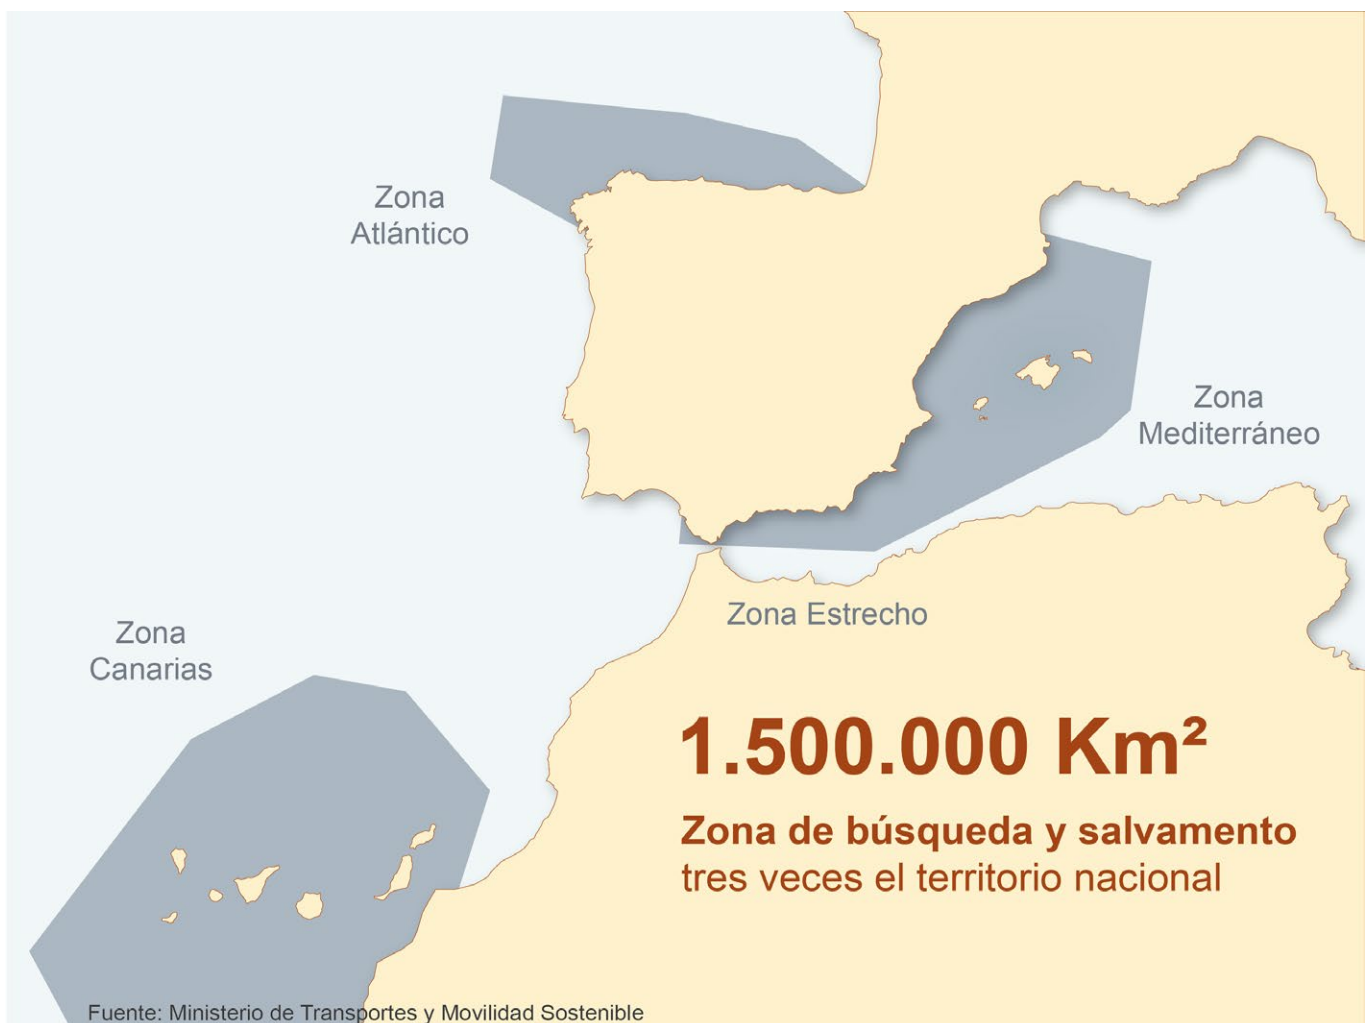 Zona
Atlántico
Zona
Mediterráneo
Zona Estrecho
Zona
Canarias
1.500.000 Km²
Zona de búsqueda y salvamento
tres veces el territorio nacional
Fuente: Ministerio de Transportes y Movilidad Sostenible